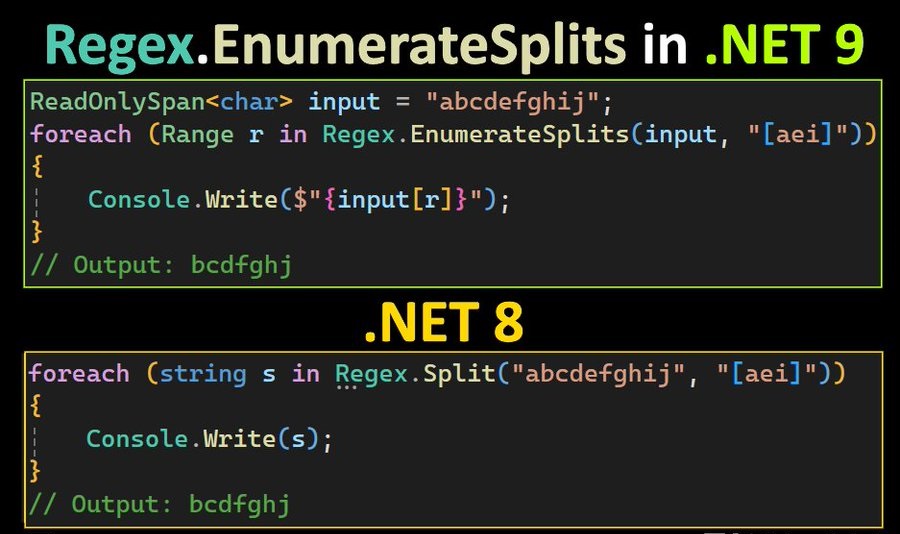 Regex.EnumerateSplits in .NET 9
ReadOnlySpan<char> input = "abcdefghij";
foreach (Range r in Regex.EnumerateSplits(input, "[aei]"))
{
Console.Write($"{input[r]}");
}
// Output: bcdfghj
.NET 8
foreach (string s in Regex.Split("abcdefghij", "[aei]"))
{
Console.Write(s);
}
// Output: bcdfghj